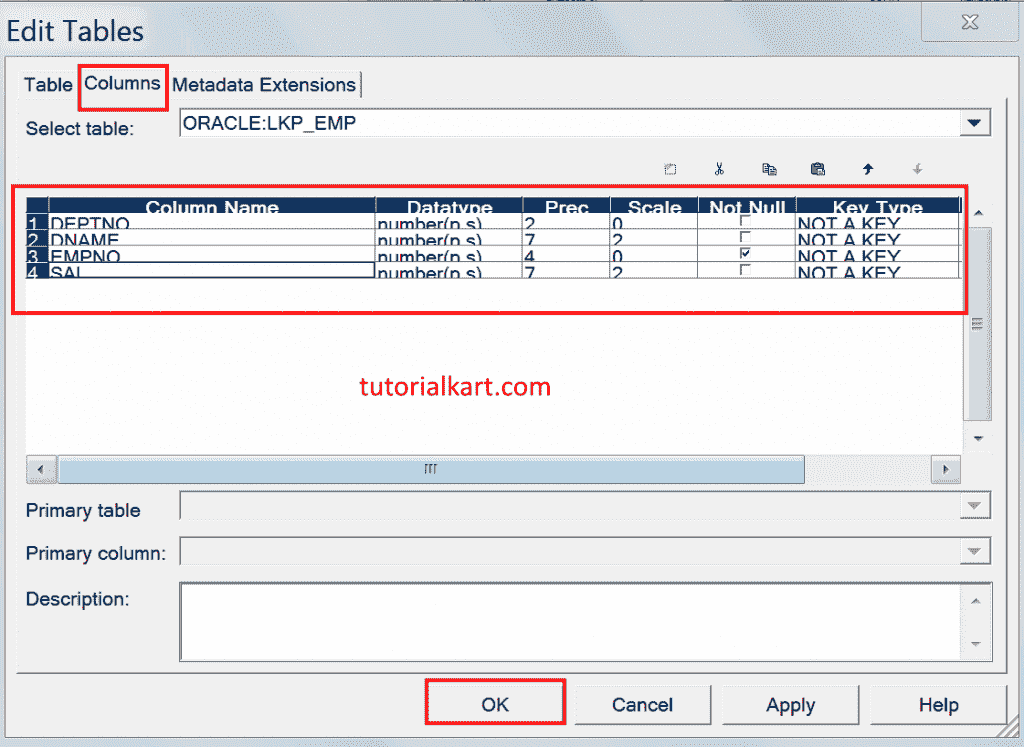 Edit Tables
Table Columns Metadata Extensions
Select table: ORACLE:LKP_EMP
Column Name Datatype Prec Scale Not Null Key Type
1 DEPTNO number(p,s) 2 0 NOT A KEY
2 DNAME number(p,s) 7 2 NOT A KEY
3 EMPNO number(p,s) 4 0 NOT A KEY
4 SAL number(p,s) 7 2 NOT A KEY
tutorialkart.com
Primary table
Primary column:
Description:
OK Cancel Apply Help